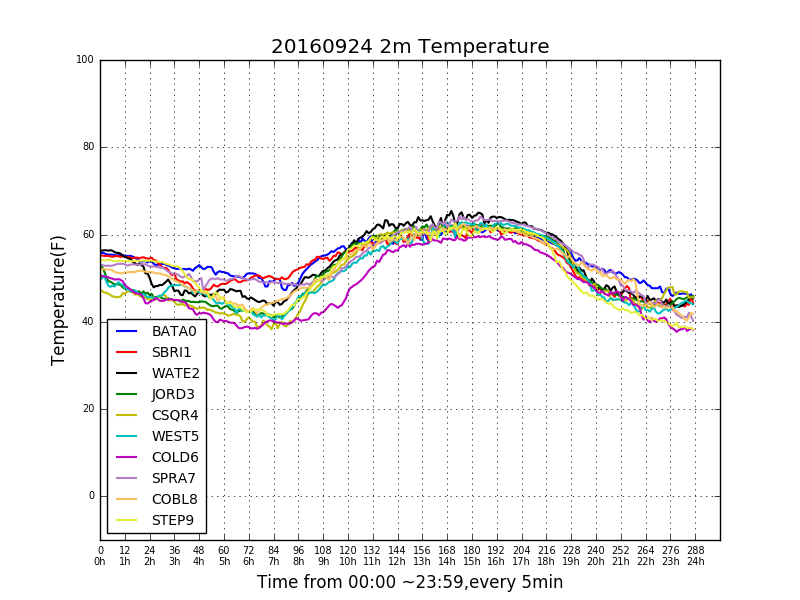 20160924 2m Temperature
100
80
60
40
20
0
Temperature(F)
BATA0
SBRI1
WATE2
JORD3
CSQR4
WEST5
COLD6
SPRA7
COBL8
STEP9
0 12 24 36 48 60 72 84 96 108 120 132 144 156 168 180 192 204 216 228 240 252 264 276 288
0h 1h 2h 3h 4h 5h 6h 7h 8h 9h 10h 11h 12h 13h 14h 15h 16h 17h 18h 19h 20h 21h 22h 23h 24h
Time from 00:00 ~23:59,every 5min